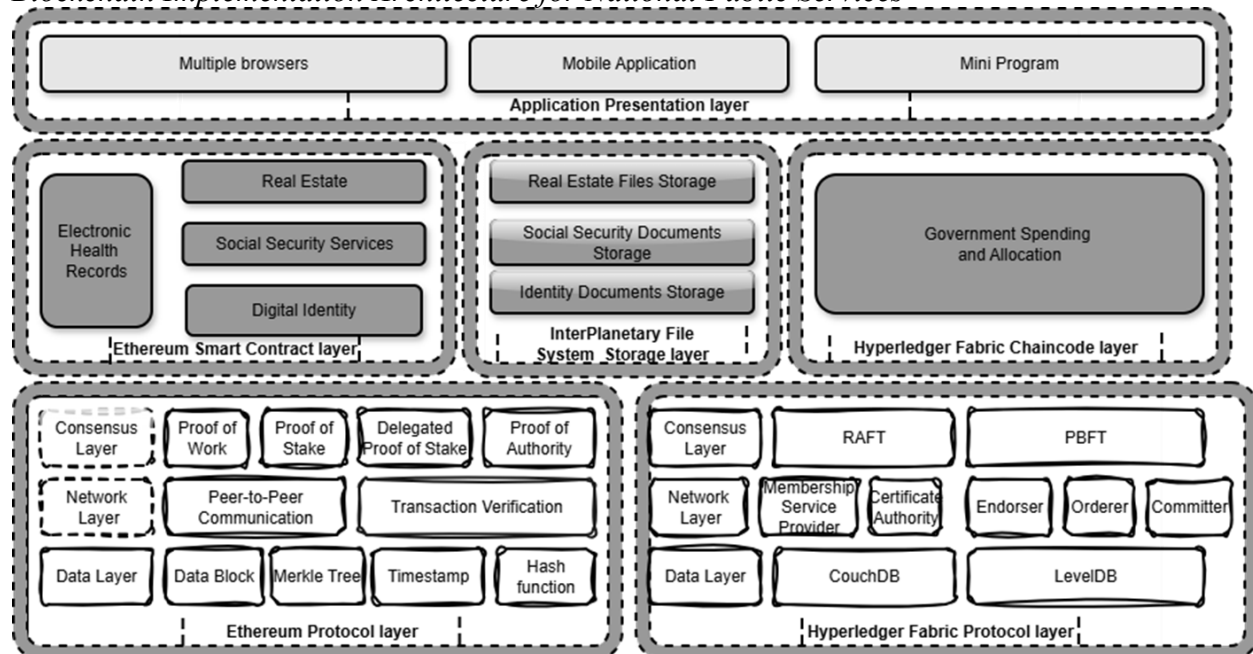 Blockchain Implementation Architecture for National Public Services
Multiple browsers
Mobile Application
Mini Program
Application Presentation layer
Electronic
Health
Records
Real Estate
Social Security Services
Digital Identity
Ethereum Smart Contract layer
Real Estate Files Storage
Social Security Documents
Storage
Identity Documents Storage
InterPlanetary File
System Storage layer
Government Spending
and Allocation
Hyperledger Fabric Chaincode layer
Consensus
Layer
Proof of
Work
Proof of
Stake
Delegated
Proof of Stake
Proof of
Authority
Network
Layer
Peer-to-Peer
Communication
Transaction Verification
Data Layer
Data Block
Merkle Tree
Timestamp
Hash
function
Ethereum Protocol layer
Consensus
Layer
RAFT
PBFT
Network
Layer
Membership
Service
Provider
Certificate
Authority
Endorser
Orderer
Committer
Data Layer
CouchDB
LevelDB
Hyperledger Fabric Protocol layer